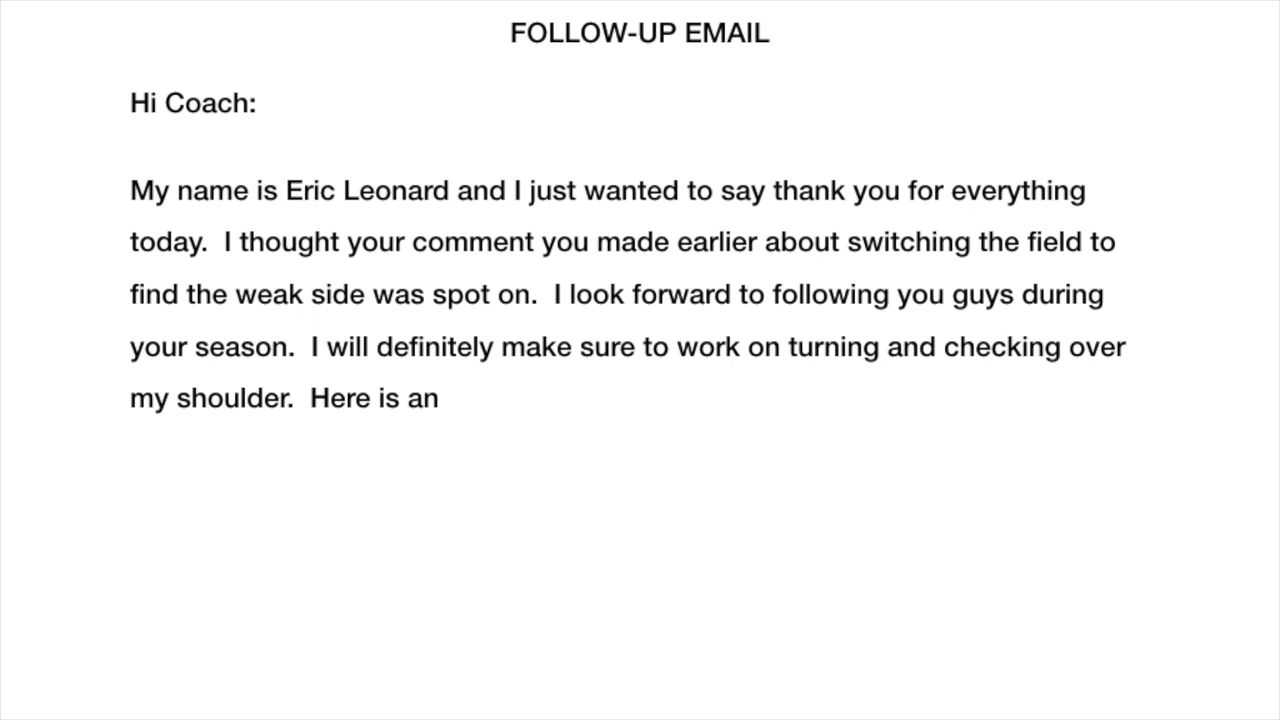 FOLLOW-UP EMAIL
Hi Coach:
My name is Eric Leonard and I just wanted to say thank you for everything
today.  I thought your comment you made earlier about switching the field to
find the weak side was spot on.  I look forward to following you guys during
your season.  I will definitely make sure to work on turning and checking over
my shoulder.  Here is an